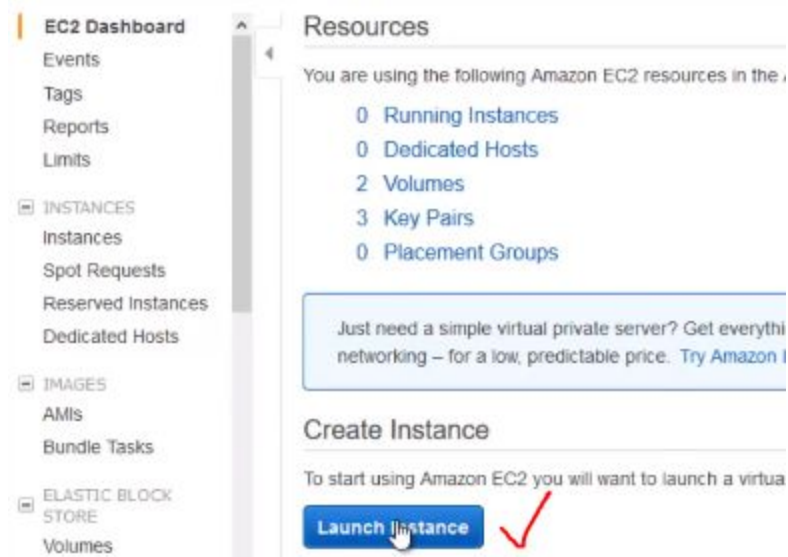 EC2 Dashboard
Events
Tags
Reports
Limits
INSTANCES
Instances
Spot Requests
Reserved Instances
Dedicated Hosts
IMAGES
AMIs
Bundle Tasks
ELASTIC BLOCK
STORE
Volumes
Resources
You are using the following Amazon EC2 resources in the
0 Running Instances
0 Dedicated Hosts
2 Volumes
3 Key Pairs
0 Placement Groups
Just need a simple virtual private server? Get everythi
networking – for a low, predictable price. Try Amazon
Create Instance
To start using Amazon EC2 you will want to launch a virtua
Launch Instance